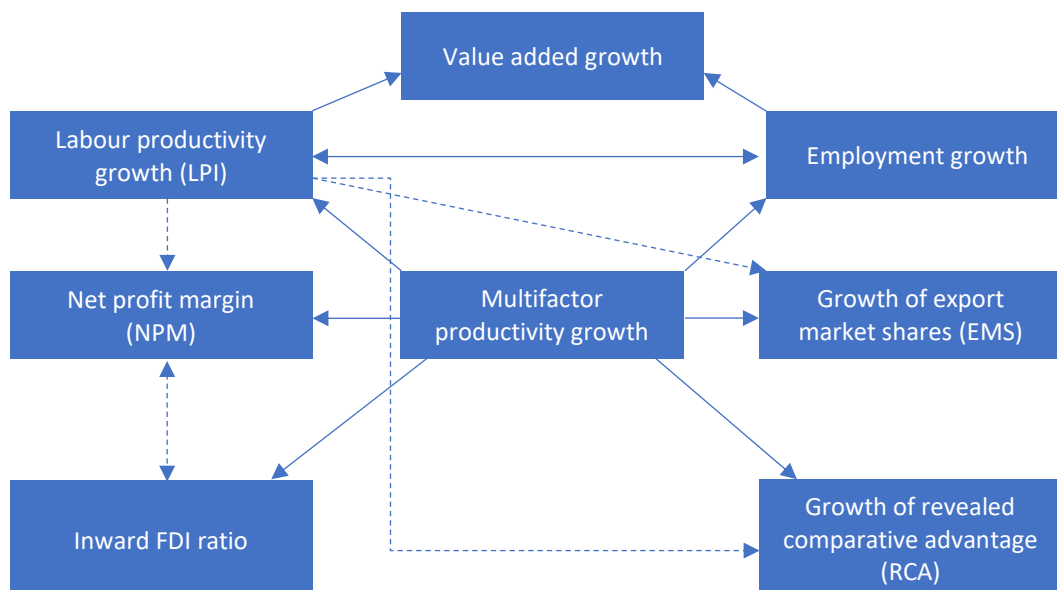 Value added growth
Labour productivity
growth (LPI)
Employment growth
Net profit margin
(NPM)
Multifactor
productivity growth
Growth of export
market shares (EMS)
Inward FDI ratio
Growth of revealed
comparative advantage
(RCA)